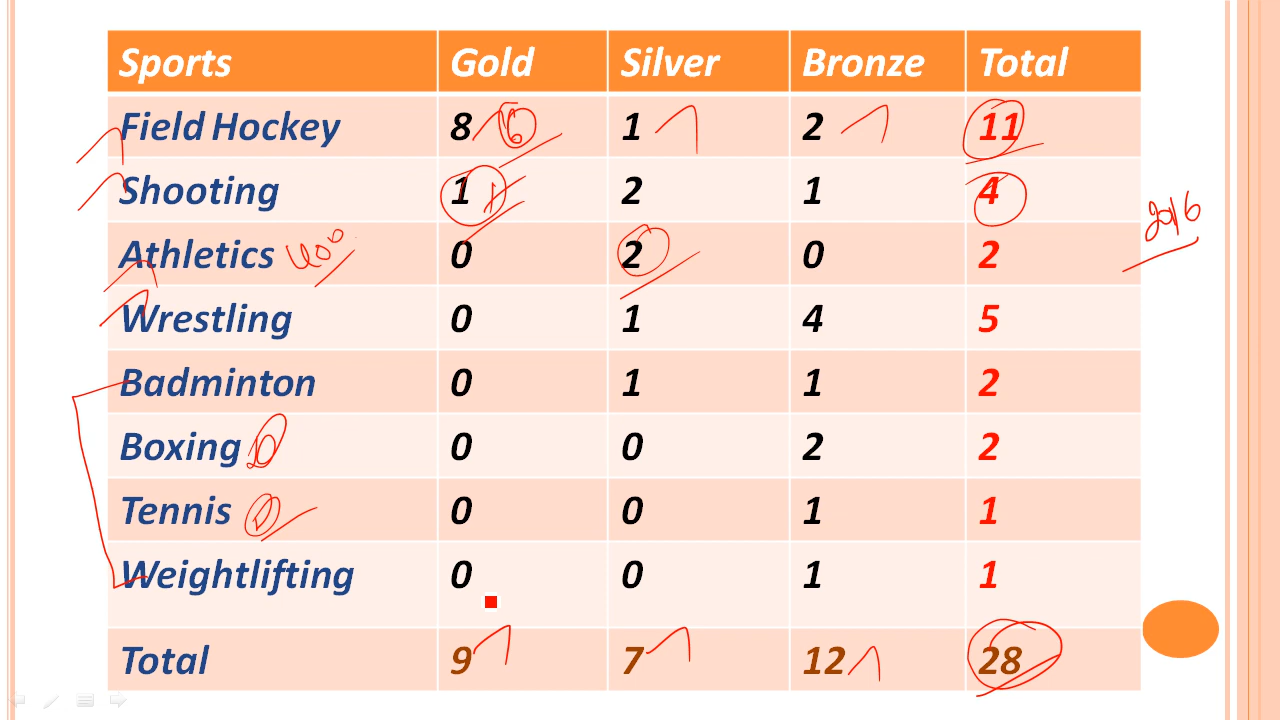 Sports Gold Silver Bronze Total
Field Hockey 8 6 1 2 11
Shooting 1 2 1 4
2016
Athletics 0 2 0 2
Wrestling 0 1 4 5
Badminton 0 1 1 2
Boxing 0 0 2 2
Tennis 0 0 1 1
Weightlifting 0 0 1 1
Total 9 7 12 28